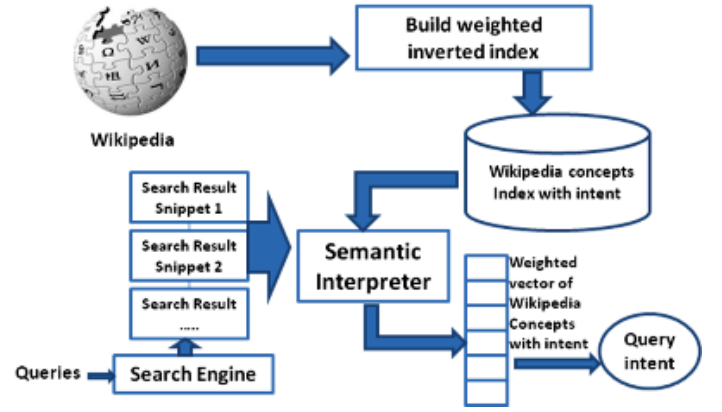 Build weighted
inverted index
Wikipedia
Wikipedia concepts
Index with intent
Search Result
Snippet 1
Search Result
Snippet 2
Search Result
.....
Semantic
Interpreter
Weighted
vector of
Wikipedia
Concepts
with intent
Query
intent
Queries
Search Engine